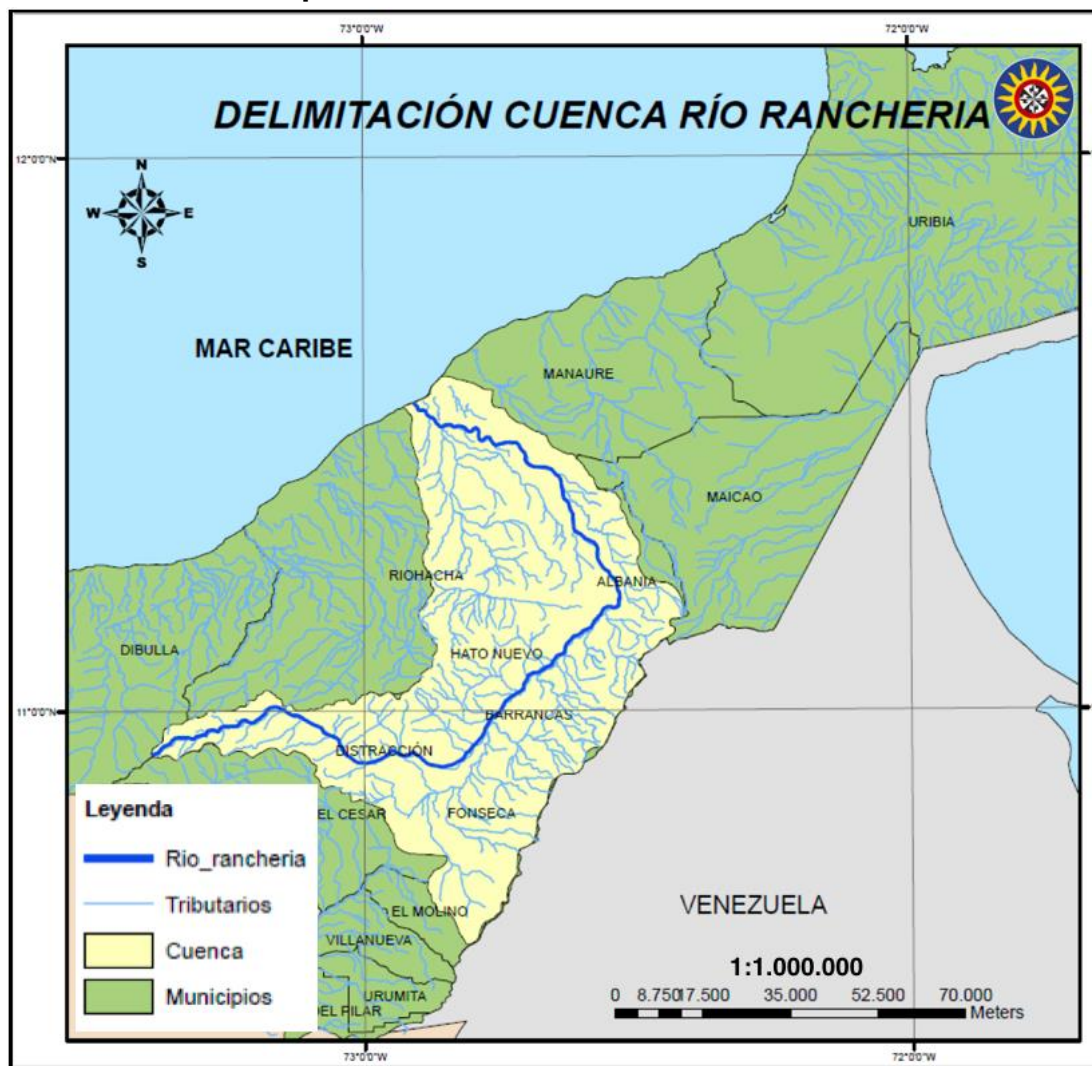 73°0'0"W
72°0'0"W
DELIMITACIÓN CUENCA RÍO RANCHERIA
12°0'0"N
N
W
E
S
URIBIA
MAR CARIBE
MANAURE
MAICAO
RIOHACHA
ALBANIA
DIBULLA
HATO NUEVO
11°0'0"N
BARRANCAS
DISTRACCIÓN
Leyenda
EL CESAR
FONSECA
Rio_rancheria
Tributarios
EL MOLINO
VENEZUELA
Cuenca
VILLANUEVA
1:1.000.000
Municipios
URUMITA
DEL PILAR
0 8.750 17.500 35.000 52.500 70.000
Meters
73°0'0"W
72°0'0"W